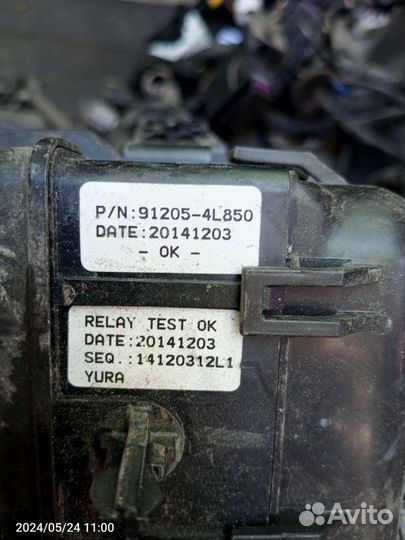 P/N:91205-4L850
DATE:20141203
- OK -
RELAY TEST OK
DATE:20141203
SEQ.:14120312L1
YURA
2024/05/24 11:00
Avito